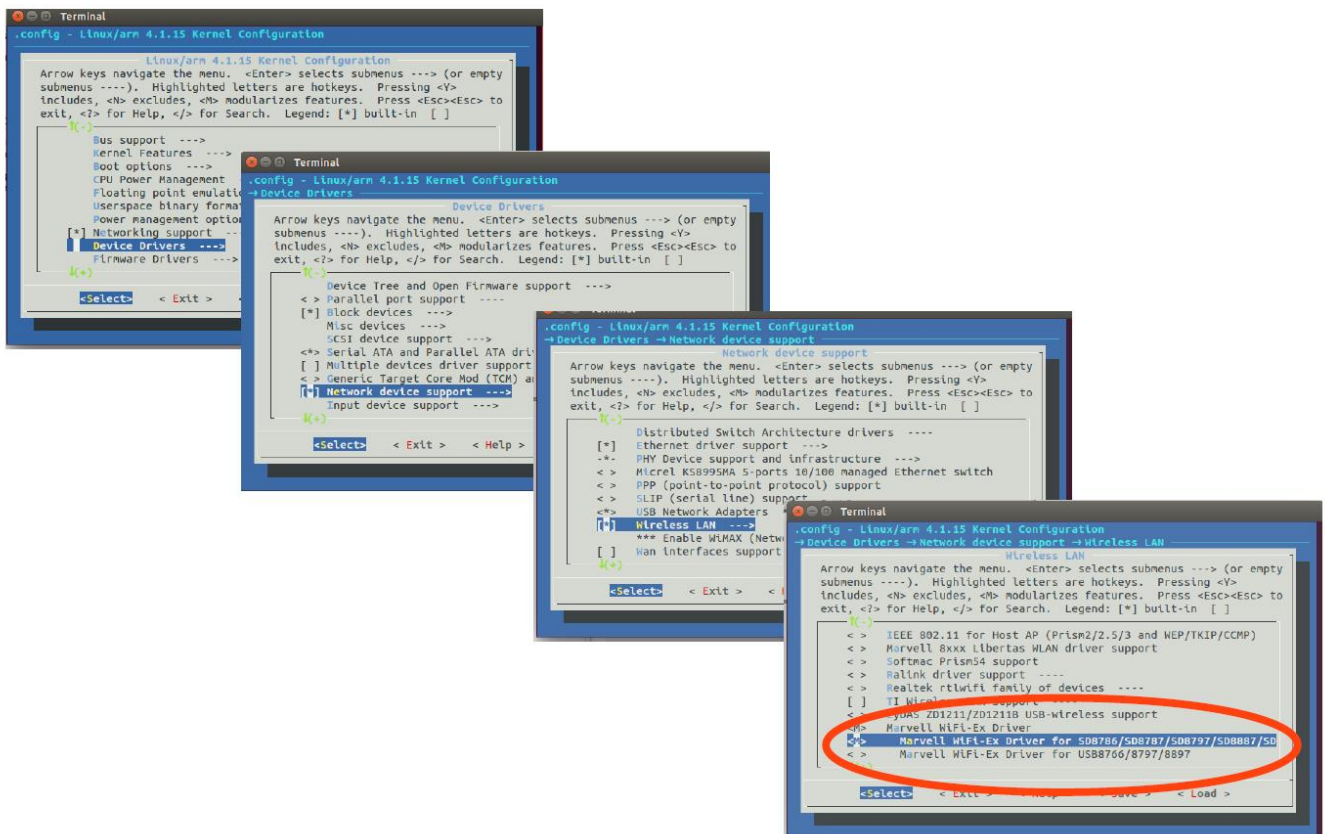 Terminal
.config - Linux/arm 4.1.15 Kernel Configuration
Linux/arm 4.1.15 Kernel Configuration
Arrow keys navigate the menu. <Enter> selects submenus ---> (or empty
submenus ----). Highlighted letters are hotkeys. Pressing <Y>
includes, <N> excludes, <M> modularizes features. Press <Esc><Esc> to
exit, <?> for Help, </> for Search. Legend: [*] built-in [ ]
↑(-)
Bus support --->
Kernel Features --->
Boot options --->
CPU Power Management
Floating point emulatio
Userspace binary format
Power management option
[*] Networking support ---
Device Drivers --->
Firmware Drivers --->
↓(+)
<Select> < Exit >
Terminal
.config - Linux/arm 4.1.15 Kernel Configuration
→ Device Drivers
Device Drivers
Arrow keys navigate the menu. <Enter> selects submenus ---> (or empty
submenus ----). Highlighted letters are hotkeys. Pressing <Y>
includes, <N> excludes, <M> modularizes features. Press <Esc><Esc> to
exit, <?> for Help, </> for Search. Legend: [*] built-in [ ]
↑(-)
Device Tree and Open Firmware support --->
< > Parallel port support ----
[*] Block devices --->
Misc devices --->
SCSI device support --->
<*> Serial ATA and Parallel ATA dri
[ ] Multiple devices driver support
< > Generic Target Core Mod (TCM) a
[*] Network device support --->
Input device support --->
↓(+)
<Select> < Exit > < Help >
.config - Linux/arm 4.1.15 Kernel Configuration
→ Device Drivers → Network device support
Network device support
Arrow keys navigate the menu. <Enter> selects submenus ---> (or empty
submenus ----). Highlighted letters are hotkeys. Pressing <Y>
includes, <N> excludes, <M> modularizes features. Press <Esc><Esc> to
exit, <?> for Help, </> for Search. Legend: [*] built-in [ ]
↑(-)
Distributed Switch Architecture drivers ----
[*] Ethernet driver support --->
-*- PHY Device support and infrastructure --->
< > Micrel KS8995MA 5-ports 10/100 managed Ethernet switch
< > PPP (point-to-point protocol) support
< > SLIP (serial line) support
<*> USB Network Adapters
[*] Wireless LAN --->
*** Enable WiMAX (Netw
[ ] Wan interfaces support
↓(+)
<Select> < Exit >
Terminal
.config - Linux/arm 4.1.15 Kernel Configuration
→ Device Drivers → Network device support → Wireless LAN
Wireless LAN
Arrow keys navigate the menu. <Enter> selects submenus ---> (or empty
submenus ----). Highlighted letters are hotkeys. Pressing <Y>
includes, <N> excludes, <M> modularizes features. Press <Esc><Esc> to
exit, <?> for Help, </> for Search. Legend: [*] built-in [ ]
↑(-)
< > IEEE 802.11 for Host AP (Prism2/2.5/3 and WEP/TKIP/CCMP)
< > Marvell 8xxx Libertas WLAN driver support
< > Softmac Prism54 support
< > Ralink driver support ----
< > Realtek rtlwifi family of devices ----
[ ] TI Wireless LAN support ----
< > ZyDAS ZD1211/ZD1211B USB-wireless support
<M> Marvell WiFi-Ex Driver
Marvell WiFi-Ex Driver for SD8786/SD8787/SD8797/SD8887/SD
< > Marvell WiFi-Ex Driver for USB8766/8797/8897
<Select> < Exit > < Help > < Save > < Load >